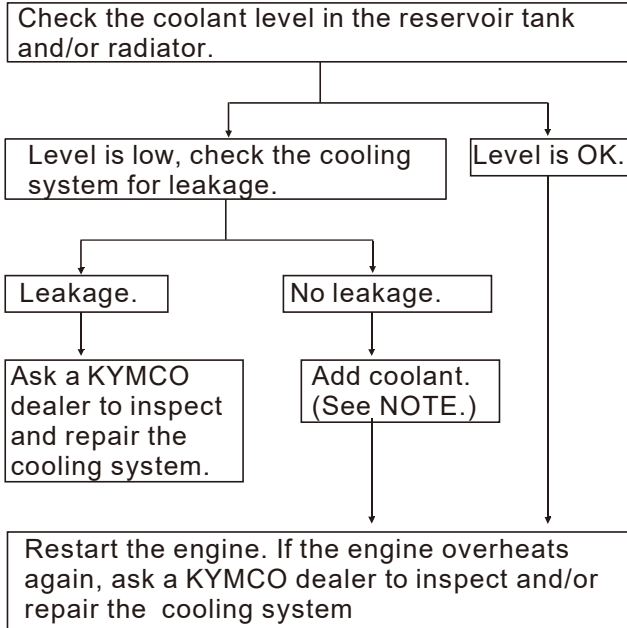 Check the coolant level in the reservoir tank
and/or radiator.
Level is low, check the cooling
system for leakage.
Level is OK.
Leakage.
No leakage.
Ask a KYMCO
dealer to inspect
and repair the
cooling system.
Add coolant.
(See NOTE.)
Restart the engine. If the engine overheats
again, ask a KYMCO dealer to inspect and/or
repair the  cooling system